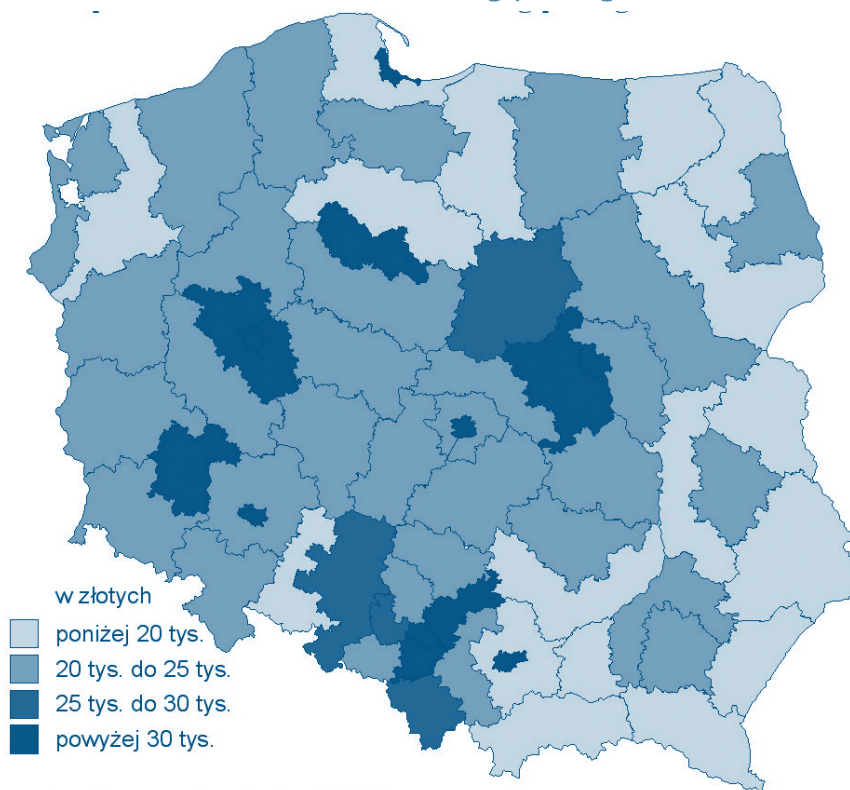 w złotych
poniżej 20 tys.
20 tys. do 25 tys.
25 tys. do 30 tys.
powyżej 30 tys.